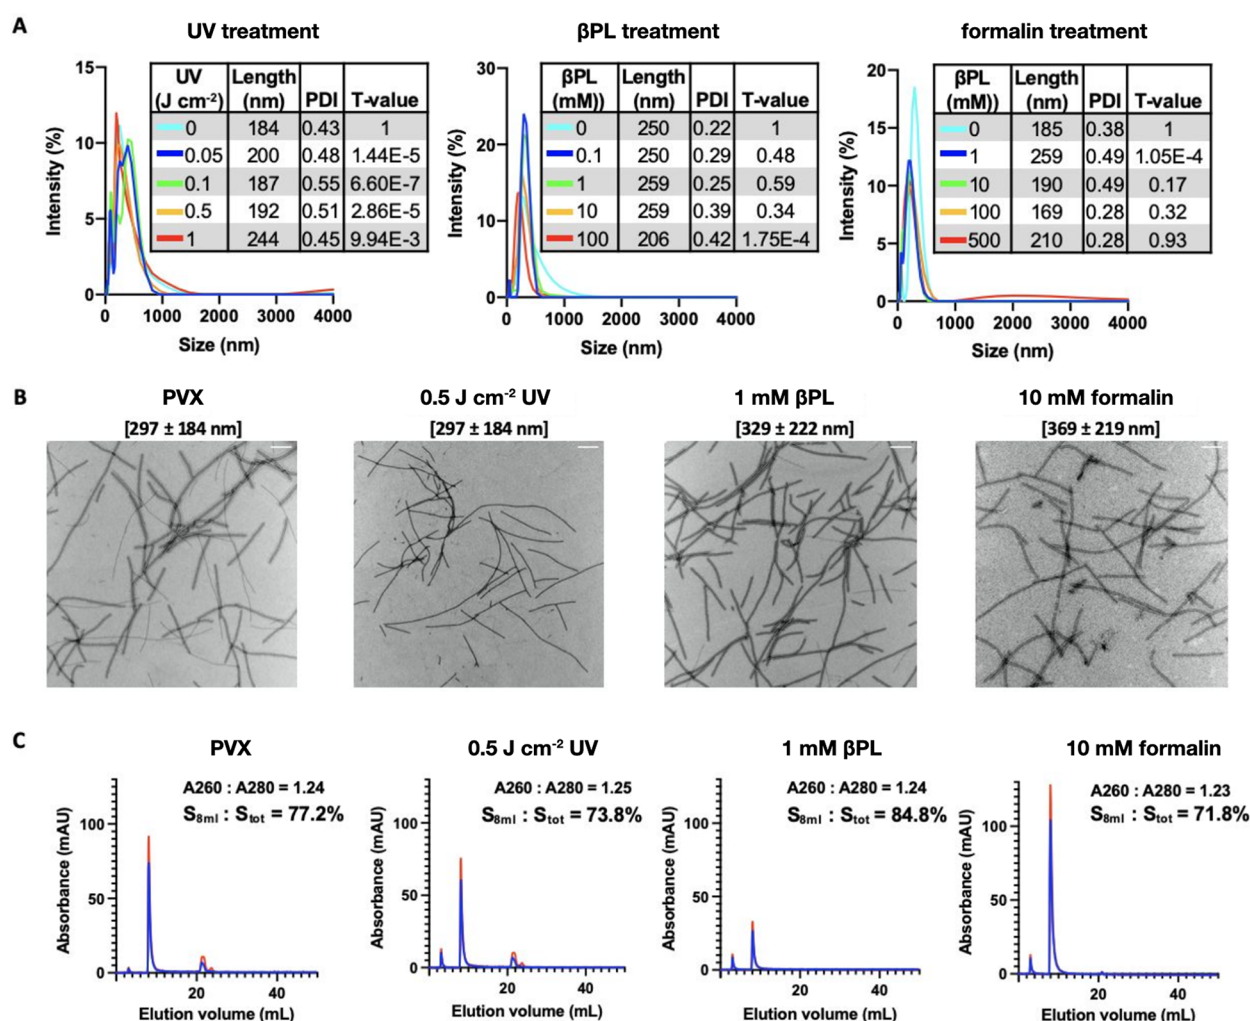 A
UV treatment
βPL treatment
formalin treatment
Intensity (%)
15
10
5
0
0 1000 2000 3000 4000
Size (nm)
UV (J cm-2) Length (nm) PDI T-value
0 184 0.43 1
0.05 200 0.48 1.44E-5
0.1 187 0.55 6.60E-7
0.5 192 0.51 2.86E-5
1 244 0.45 9.94E-3
Intensity (%)
30
20
10
0
0 1000 2000 3000 4000
Size (nm)
βPL (mM)) Length (nm) PDI T-value
0 250 0.22 1
0.1 250 0.29 0.48
1 259 0.25 0.59
10 259 0.39 0.34
100 206 0.42 1.75E-4
Intensity (%)
20
15
10
5
0
0 1000 2000 3000 4000
Size (nm)
βPL (mM)) Length (nm) PDI T-value
0 185 0.38 1
1 259 0.49 1.05E-4
10 190 0.49 0.17
100 169 0.28 0.32
500 210 0.28 0.93
B
PVX
[297 ± 184 nm]
0.5 J cm-2 UV
[297 ± 184 nm]
1 mM βPL
[329 ± 222 nm]
10 mM formalin
[369 ± 219 nm]
C
PVX
A260 : A280 = 1.24
S8ml : Stot = 77.2%
Absorbance (mAU)
100
50
0
20 40
Elution volume (mL)
0.5 J cm-2 UV
A260 : A280 = 1.25
S8ml : Stot = 73.8%
Absorbance (mAU)
100
50
0
20 40
Elution volume (mL)
1 mM βPL
A260 : A280 = 1.24
S8ml : Stot = 84.8%
Absorbance (mAU)
100
50
0
20 40
Elution volume (mL)
10 mM formalin
A260 : A280 = 1.23
S8ml : Stot = 71.8%
Absorbance (mAU)
100
50
0
20 40
Elution volume (mL)